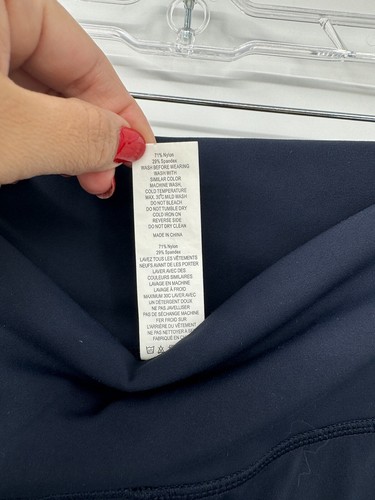 71% Nylon
29% Spandex
WASH BEFORE WEARING
WASH WITH
SIMILAR COLOR
MACHINE WASH,
COLD TEMPERATURE
MAX. 30℃ MILD WASH
DO NOT BLEACH
DO NOT TUMBLE DRY
COLD IRON ON
REVERSE SIDE
DO NOT DRY CLEAN
MADE IN CHINA
71% Nylon
29% Spandex
LAVEZ TOUS LES VÊTEMENTS
NEUFS AVANT DE LES PORTER
LAVER AVEC DES
COULEURS SIMILAIRES
LAVAGE EN MACHINE
LAVAGE À FROID
MAXIMUM 30C LAVER AVEC
UN DÉTERGENT DOUX
NE PAS JAVELLISER
PAS DE SÉCHAGE MACHINE
FER FROID SUR
L'ARRIÈRE DU VÊTEMENT
NE PAS NETTOYER À
FABRIQUÉ EN